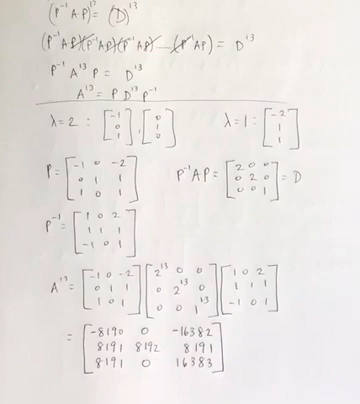 (P⁻¹AP)¹³ = (D)¹³
(P⁻¹AP)(P⁻¹AP)(P⁻¹AP) ... (P⁻¹AP) = D¹³
P⁻¹A¹³P = D¹³
A¹³ = PD¹³P⁻¹
λ=2 : [-1 0 1], [0 1 0] λ=1 : [-2 1 1]
P = [-1 0 -2
0 1 1
1 0 1] P⁻¹AP = [2 0 0
0 2 0
0 0 1] = D
P⁻¹ = [1 0 2
1 1 1
-1 0 1]
A¹³ = [-1 0 -2
0 1 1
1 0 1] [2¹³ 0 0
0 2¹³ 0
0 0 1¹³] [1 0 2
1 1 1
-1 0 1]
= [-8190 0 -16382
8191 8192 8191
8191 0 16383]